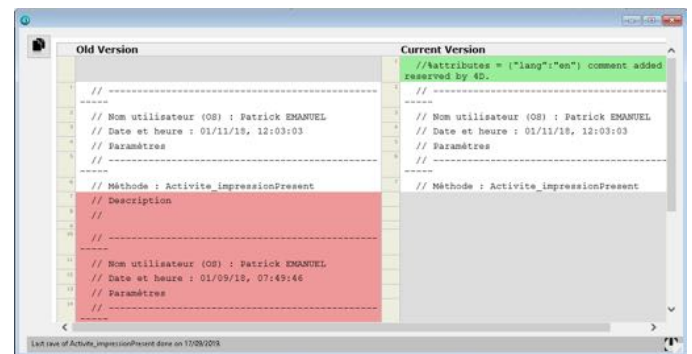 Old Version
Current Version
1 //%attributes = {"lang":"en"} comment added
reserved by 4D.
// ------------------------------------------------
-----
// Nom utilisateur (OS) : Patrick EMANUEL
// Date et heure : 01/11/18, 12:03:03
// Paramètres
// ------------------------------------------------
-----
// Méthode : Activite_impressionPresent
// Description
//
// ------------------------------------------------
-----
// Nom utilisateur (OS) : Patrick EMANUEL
// Date et heure : 01/09/18, 07:49:46
// Paramètres
// ------------------------------------------------
-----
// ------------------------------------------------
-----
// Nom utilisateur (OS) : Patrick EMANUEL
// Date et heure : 01/11/18, 12:03:03
// Paramètres
// ------------------------------------------------
-----
// Méthode : Activite_impressionPresent
Last save of Activite_impressionPresent done on 17/09/2019.